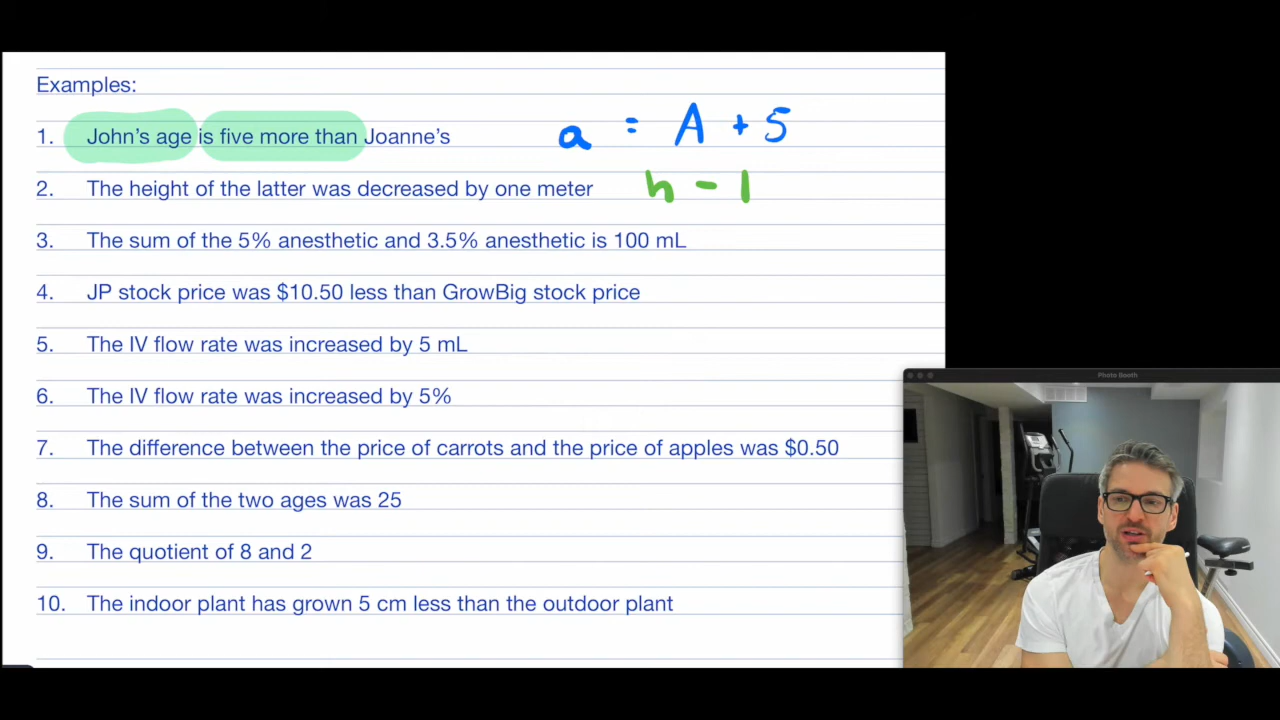 Examples:
1. John's age is five more than Joanne's a = A + 5
2. The height of the latter was decreased by one meter h - 1
3. The sum of the 5% anesthetic and 3.5% anesthetic is 100 mL
4. JP stock price was $10.50 less than GrowBig stock price
5. The IV flow rate was increased by 5 mL
6. The IV flow rate was increased by 5%
Photo Booth
7. The difference between the price of carrots and the price of apples was $0.50
8. The sum of the two ages was 25
9. The quotient of 8 and 2
10. The indoor plant has grown 5 cm less than the outdoor plant